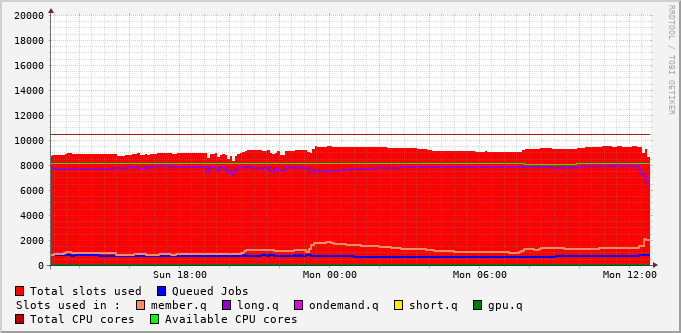 RRDTOOL / TOBI OETIKER
20000
18000
16000
14000
12000
10000
8000
6000
4000
2000
0
Sun 18:00 Mon 00:00 Mon 06:00 Mon 12:00
Total slots used Queued Jobs
Slots used in : member.q long.q ondemand.q short.q gpu.q
Total CPU cores Available CPU cores